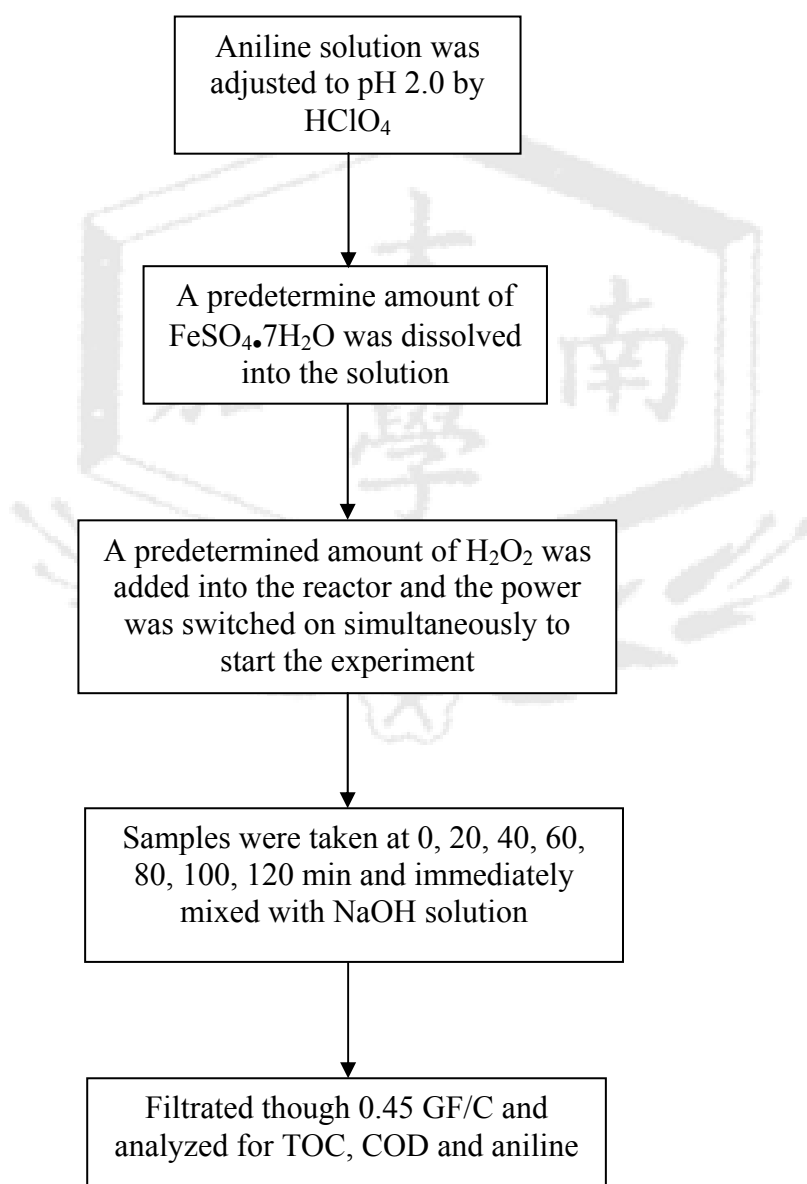 Aniline solution was
adjusted to pH 2.0 by
HClO₄
A predetermine amount of
FeSO₄•7H₂O was dissolved
into the solution
A predetermined amount of H₂O₂ was
added into the reactor and the power
was switched on simultaneously to
start the experiment
Samples were taken at 0, 20, 40, 60,
80, 100, 120 min and immediately
mixed with NaOH solution
Filtrated though 0.45 GF/C and
analyzed for TOC, COD and aniline
大
南
學